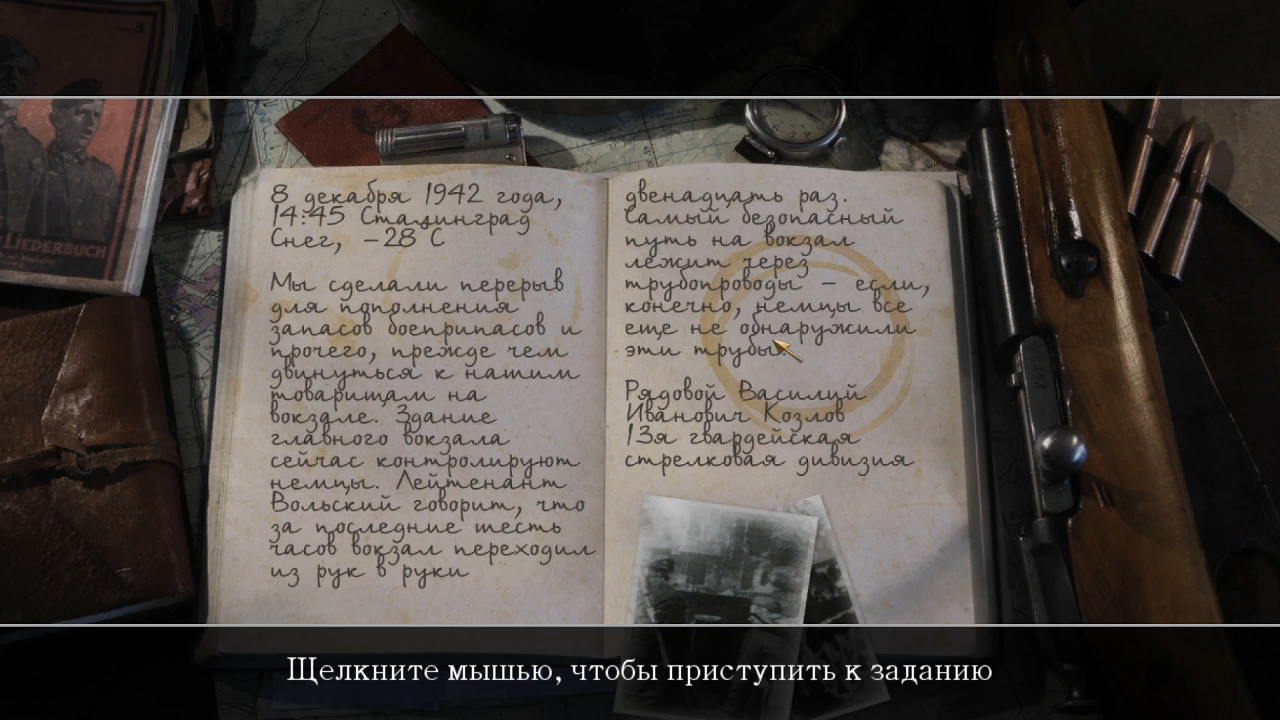 LIEDERBUCH
8 декабря 1942 года,
14:45 Сталинград
Снег, -28 C
Мы сделали перерыв
для пополнения
запасов боеприпасов и
прочего, прежде чем
двинуться к нашим
товарищам на
вокзале. Здание
главного вокзала
сейчас контролируют
немцы. Лейтенант
Вольский говорит, что
за последние шесть
часов вокзал переходил
из рук в руки
двенадцать раз.
Самый безопасный
путь на вокзал
лежит через
трубопроводы - если,
конечно, немцы все
еще не обнаружили
эти трубы.
Рядовой Василий
Иванович Козлов
13я гвардейская
стрелковая дивизия
Щелкните мышью, чтобы приступить к заданию